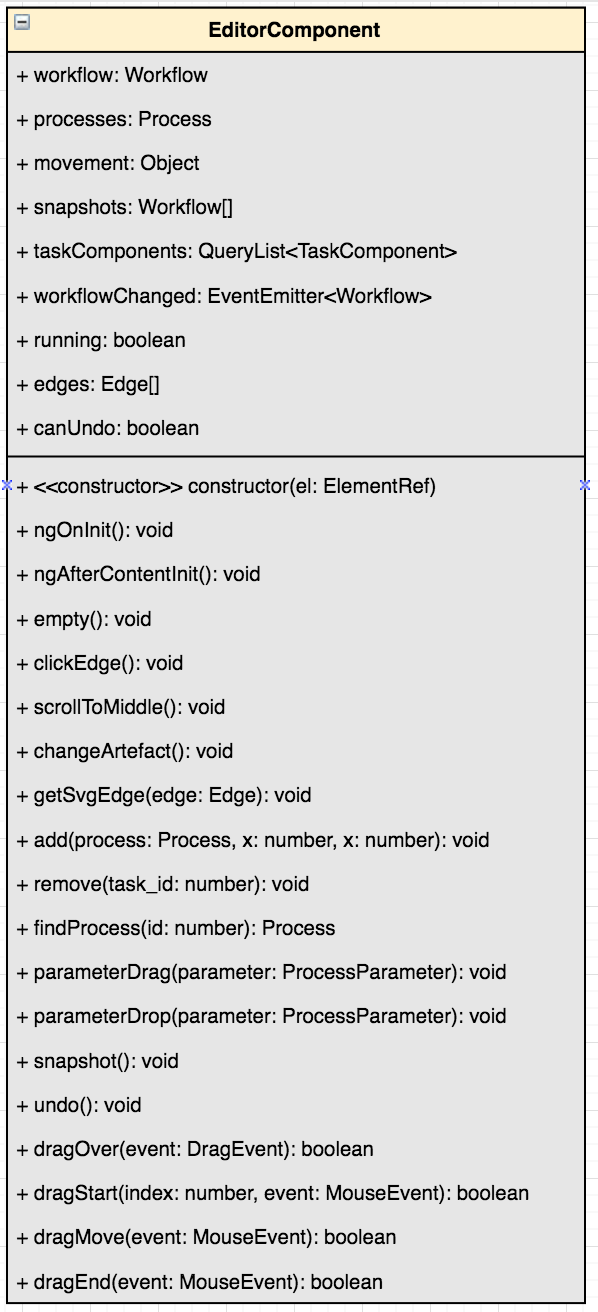 EditorComponent
+ workflow: Workflow
+ processes: Process
+ movement: Object
+ snapshots: Workflow[]
+ taskComponents: QueryList<TaskComponent>
+ workflowChanged: EventEmitter<Workflow>
+ running: boolean
+ edges: Edge[]
+ canUndo: boolean
+ <<constructor>> constructor(el: ElementRef)
+ ngOnInit(): void
+ ngAfterContentInit(): void
+ empty(): void
+ clickEdge(): void
+ scrollToMiddle(): void
+ changeArtefact(): void
+ getSvgEdge(edge: Edge): void
+ add(process: Process, x: number, x: number): void
+ remove(task_id: number): void
+ findProcess(id: number): Process
+ parameterDrag(parameter: ProcessParameter): void
+ parameterDrop(parameter: ProcessParameter): void
+ snapshot(): void
+ undo(): void
+ dragOver(event: DragEvent): boolean
+ dragStart(index: number, event: MouseEvent): boolean
+ dragMove(event: MouseEvent): boolean
+ dragEnd(event: MouseEvent): boolean